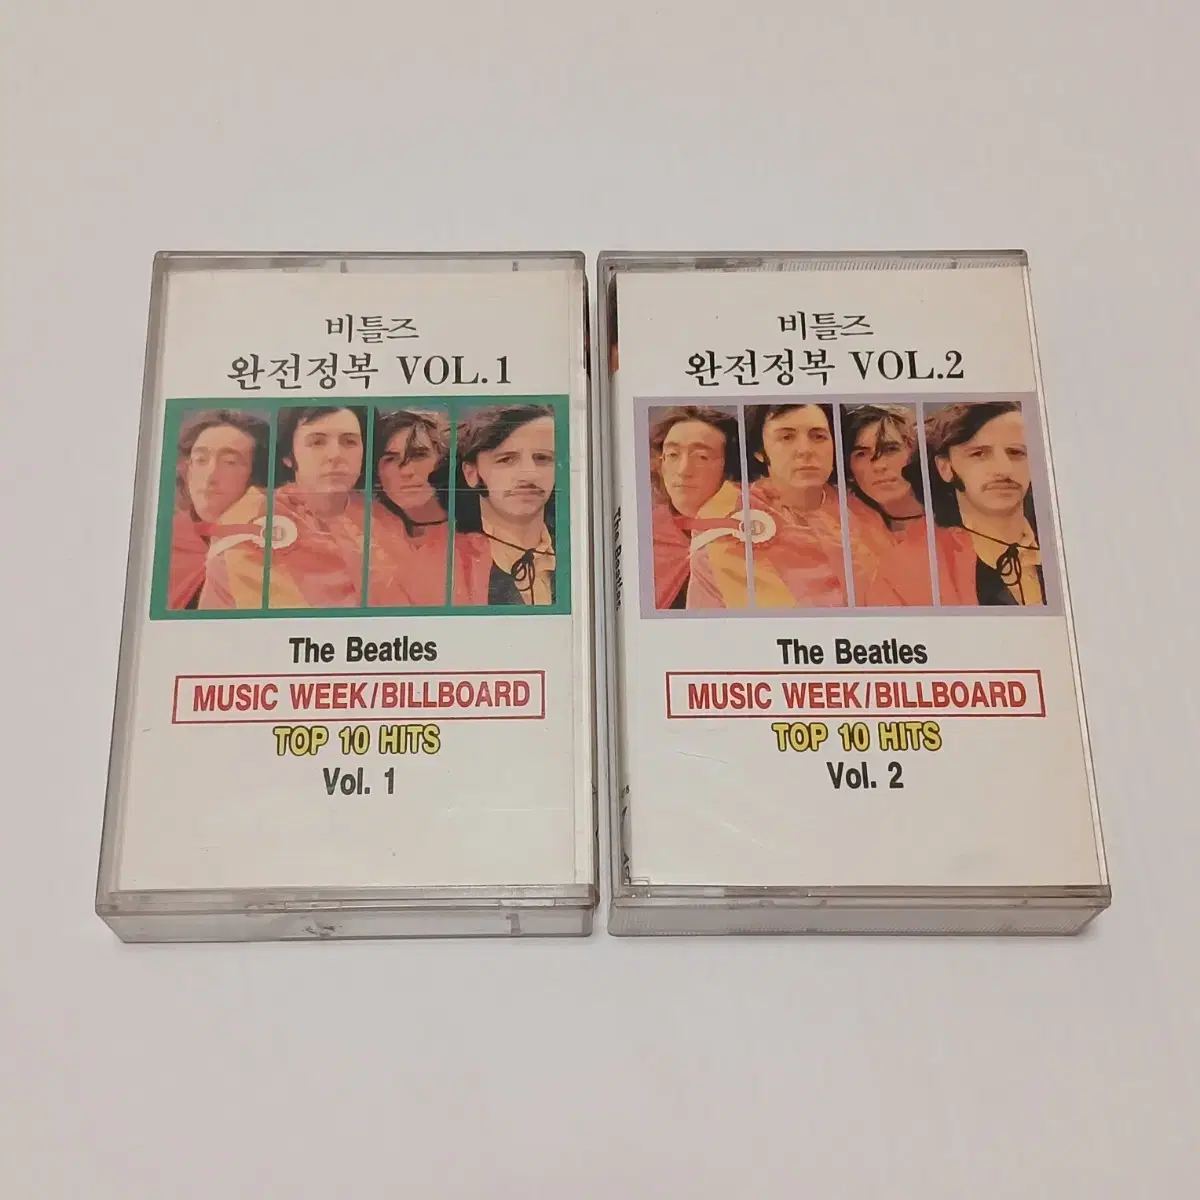 비틀즈
완전정복 VOL.1
The Beatles
MUSIC WEEK/BILLBOARD
TOP 10 HITS
Vol. 1
비틀즈
완전정복 VOL.2
The Beatles
The Beatles
MUSIC WEEK/BILLBOARD
TOP 10 HITS
Vol. 2